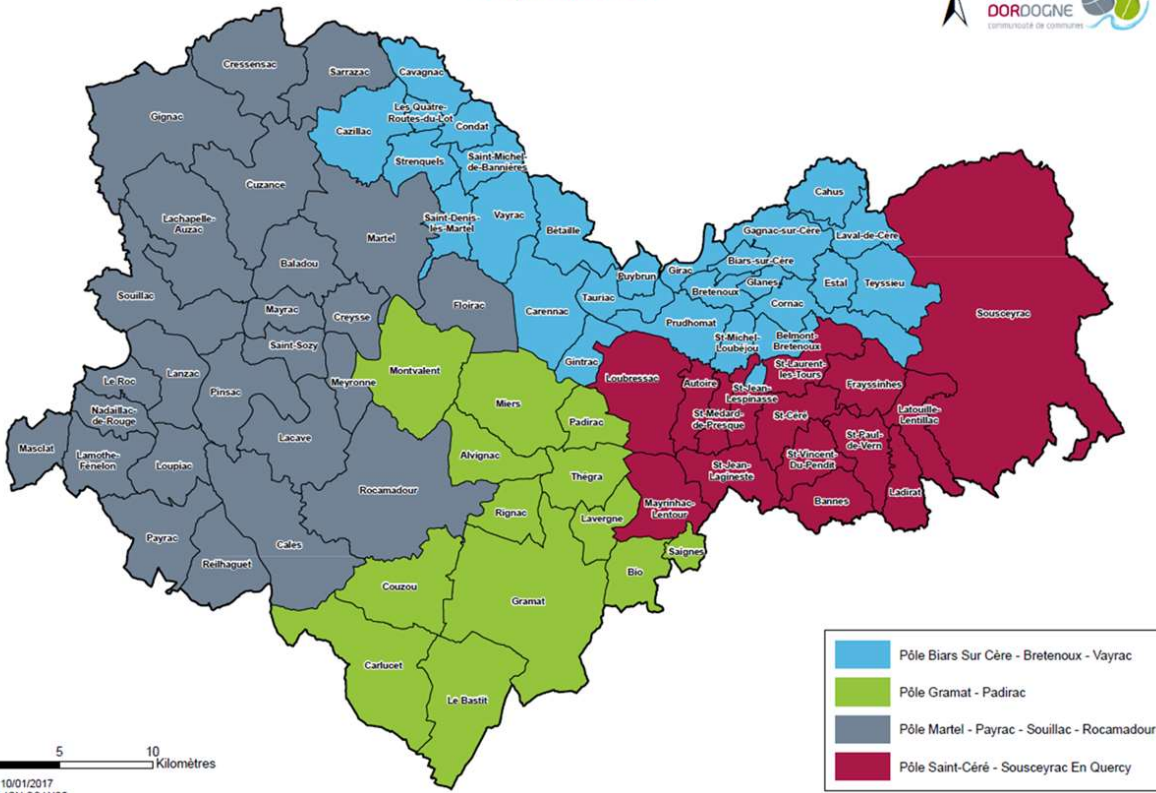 DORDOGNE
communauté de communes
Cressensac
Sarrazac
Cavagnac
Gignac
Les Quatre-
Routes-du-Lot
Cazillac
Condat
Strenquels
Saint-Michel-
de-Bannières
Cuzance
Lachapelle-
Auzac
Martel
Saint-Denis-
lès-Martel
Vayrac
Bétaille
Cahus
Gagnac-sur-Cère
Laval-de-Cère
Baladou
Biars-sur-Cère
Girac
Puybrun
Glanes
Estal
Teyssieu
Bretenoux
Souillac
Mayrac
Creysse
Floirac
Carennac
Tauriac
Cornac
Sousceyrac
Prudhomat
St-Michel-
Loubéjou
Belmont-
Bretenoux
Saint-Sozy
Gintrac
St-Laurent-
les-Tours
Lanzac
Pinsac
Meyronne
Montvalent
Loubressac
Autoire
St-Jean-
Lespinasse
Frayssinhes
Le Roc
Nadaillac-
de-Rouge
Miers
Padirac
St-Médard-
de-Presque
St-Céré
Latouille-
Lentillac
Masclat
Lamothe-
Fénelon
Loupiac
Lacave
Alvignac
St-Paul-
de-Vern
St-Vincent-
Du-Pendit
Rocamadour
Thégra
St-Jean-
Lagineste
Ladirat
Bannes
Mayrinhac-
Lentour
Rignac
Lavergne
Payrac
Reilhaguet
Calès
Saignes
Bio
Couzou
Gramat
Carlucet
Le Bastit
Pôle Biars Sur Cère - Bretenoux - Vayrac
Pôle Gramat - Padirac
Pôle Martel - Payrac - Souillac - Rocamadour
Pôle Saint-Céré - Sousceyrac En Quercy
5 10
Kilomètres
10/01/2017